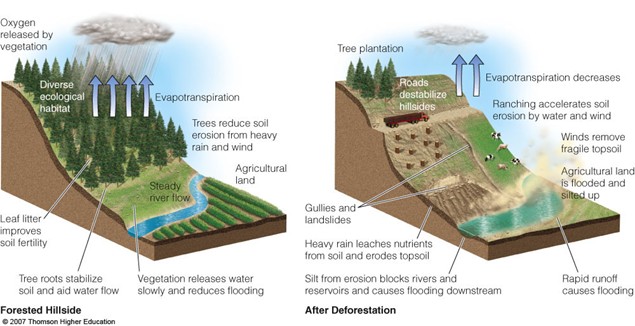 Oxygen
released by
vegetation
Diverse
ecological
habitat
Evapotranspiration
Trees reduce soil
erosion from heavy
rain and wind
Agricultural
land
Steady
river flow
Leaf litter
improves
soil fertility
Tree roots stabilize
soil and aid water flow
Vegetation releases water
slowly and reduces flooding
Forested Hillside
© 2007 Thomson Higher Education
Tree plantation
Roads
destabilize
hillsides
Evapotranspiration decreases
Ranching accelerates soil
erosion by water and wind
Winds remove
fragile topsoil
Agricultural land
is flooded and
silted up
Gullies and
landslides
Heavy rain leaches nutrients
from soil and erodes topsoil
Silt from erosion blocks rivers and
reservoirs and causes flooding downstream
Rapid runoff
causes flooding
After Deforestation